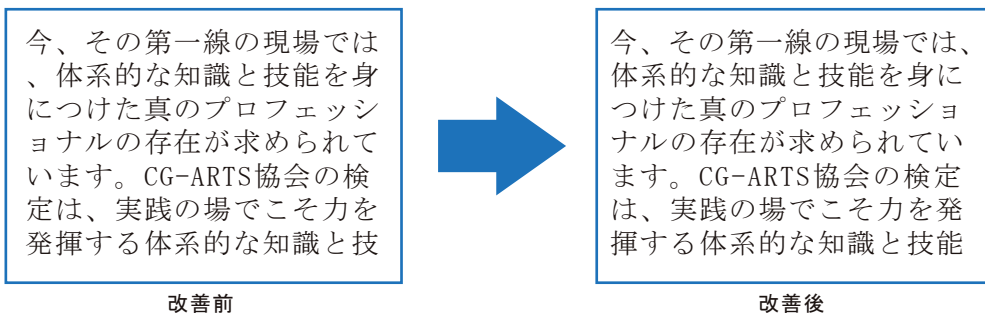 今、その第一線の現場では
、体系的な知識と技能を身
につけた真のプロフェッシ
ョナルの存在が求められて
います。CG-ARTS協会の検
定は、実践の場でこそ力を
発揮する体系的な知識と技
改善前
今、その第一線の現場では、
体系的な知識と技能を身に
つけた真のプロフェッショ
ナルの存在が求められてい
ます。CG-ARTS協会の検定
は、実践の場でこそ力を発
揮する体系的な知識と技能
改善後